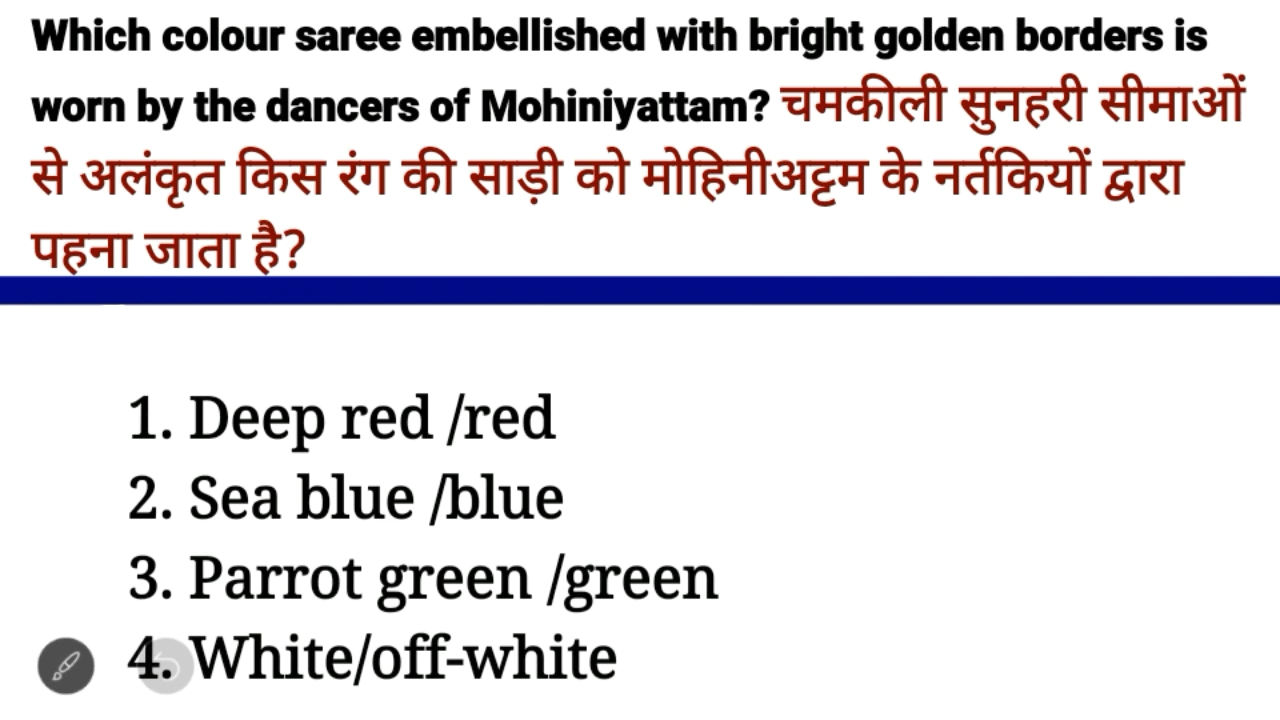 Which colour saree embellished with bright golden borders is
worn by the dancers of Mohiniyattam? चमकीली सुनहरी सीमाओं
से अलंकृत किस रंग की साड़ी को मोहिनीअट्टम के नर्तकियों द्वारा
पहना जाता है?
1. Deep red /red
2. Sea blue /blue
3. Parrot green /green
4. White/off-white